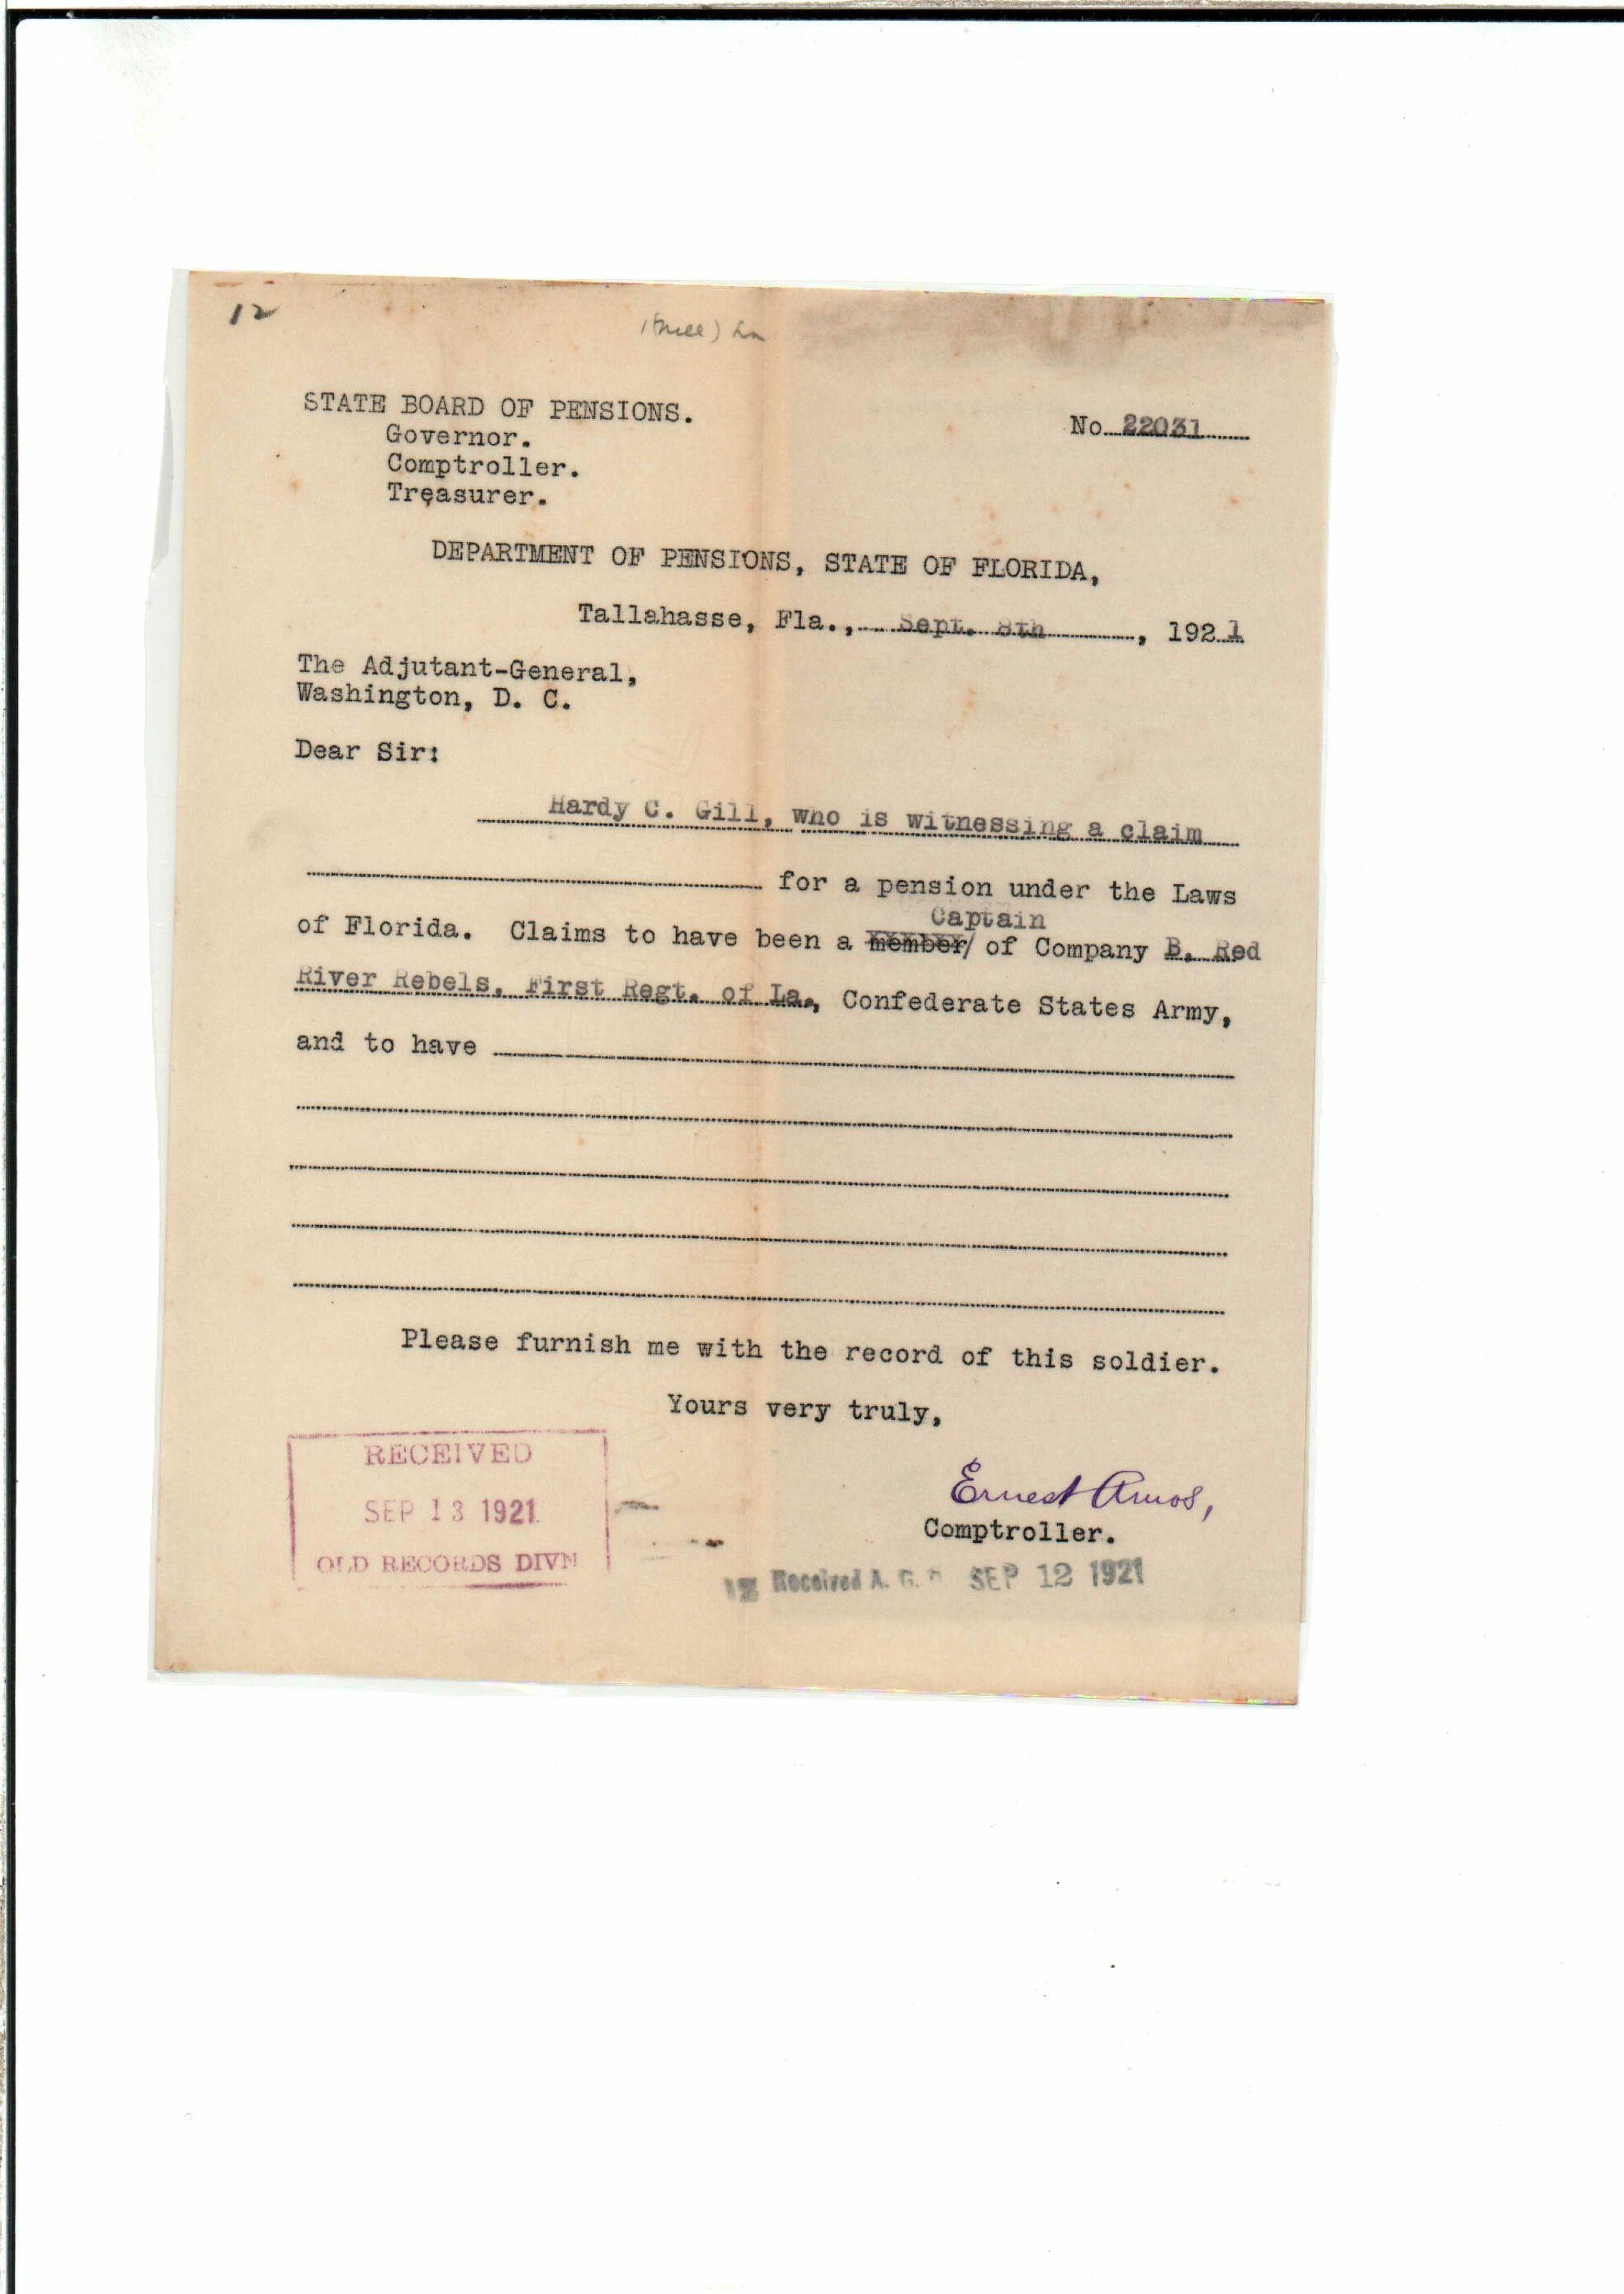 12
STATE BOARD OF PENSIONS.
Governor.
Comptroller.
Treasurer.
No. 22031
DEPARTMENT OF PENSIONS, STATE OF FLORIDA,
Tallahasse, Fla., Sept. 8th, 1921
The Adjutant-General,
Washington, D. C.
Dear Sir:
Hardy C. Gill, who is witnessing a claim
for a pension under the Laws
Captain
of Florida. Claims to have been a member/ of Company B. Red
River Rebels, First Regt. of La., Confederate States Army,
and to have
Please furnish me with the record of this soldier.
Yours very truly,
Ernest Amos,
Comptroller.
RECEIVED
SEP 13 1921
OLD RECORDS DIVN
12 Received A. G. O. SEP 12 1921